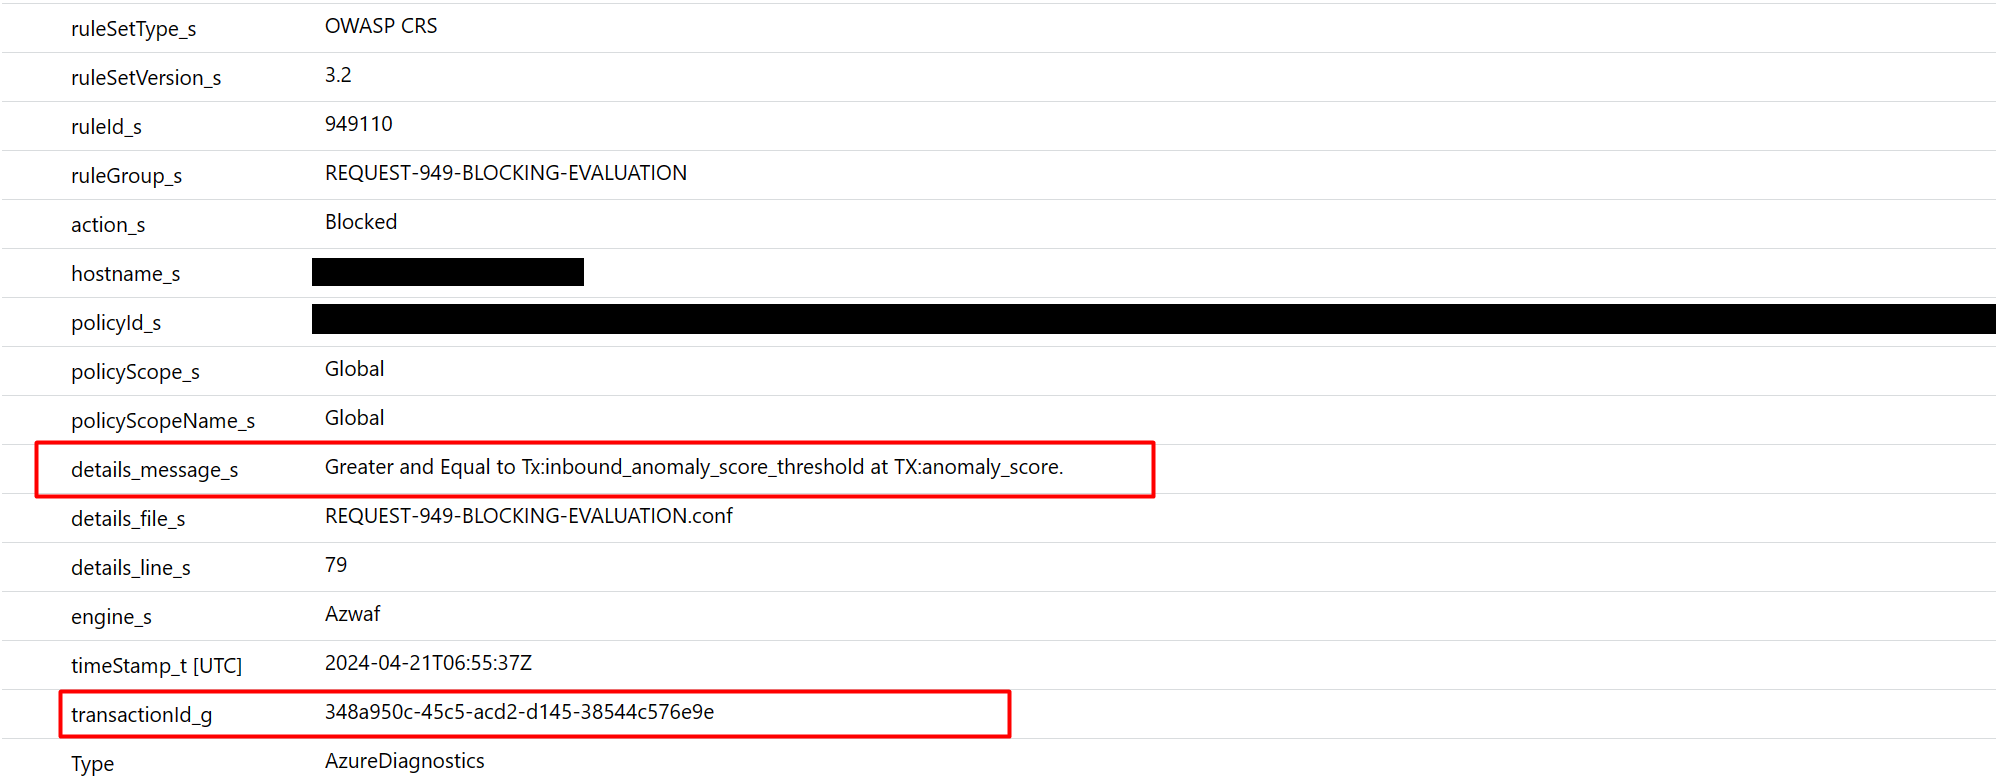 ruleSetType_s OWASP CRS
ruleSetVersion_s 3.2
ruleId_s 949110
ruleGroup_s REQUEST-949-BLOCKING-EVALUATION
action_s Blocked
hostname_s
policyId_s
policyScope_s Global
policyScopeName_s Global
details_message_s Greater and Equal to Tx:inbound_anomaly_score_threshold at TX:anomaly_score.
details_file_s REQUEST-949-BLOCKING-EVALUATION.conf
details_line_s 79
engine_s Azwaf
timeStamp_t [UTC] 2024-04-21T06:55:37Z
transactionId_g 348a950c-45c5-acd2-d145-38544c576e9e
Type AzureDiagnostics